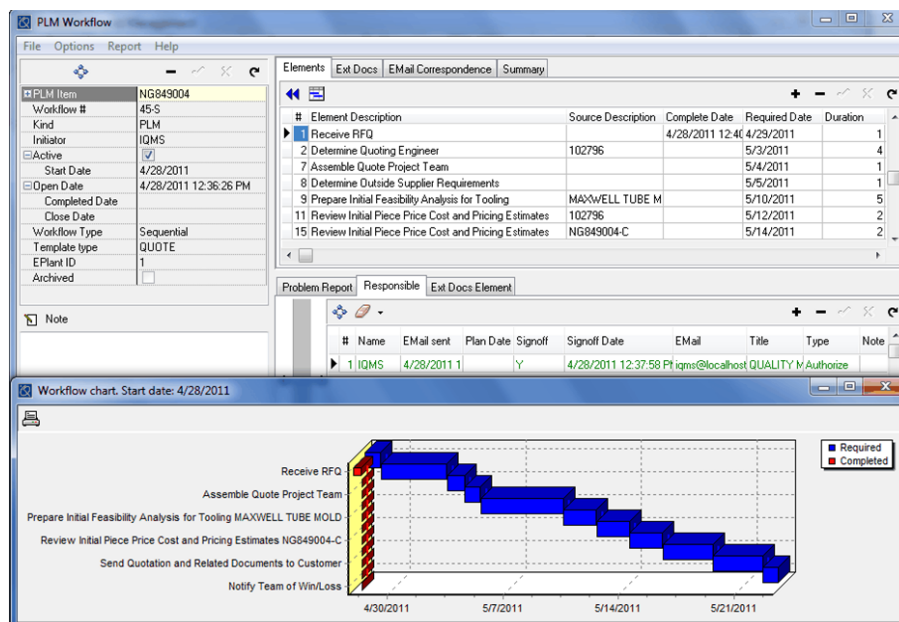 PLM Workflow
File Options Report Help
PLM Item NG849004
Workflow # 45-S
Kind PLM
Initiator IQMS
Active
Start Date 4/28/2011
Open Date 4/28/2011 12:36:26 PM
Completed Date
Close Date
Workflow Type Sequential
Template type QUOTE
EPlant ID 1
Archived
Note
Elements Ext Docs EMail Correspondence Summary
# Element Description Source Description Complete Date Required Date Duration
1 Receive RFQ 4/28/2011 12:40 4/29/2011 1
2 Determine Quoting Engineer 102796 5/3/2011 4
7 Assemble Quote Project Team 5/4/2011 1
8 Determine Outside Supplier Requirements 5/5/2011 1
9 Prepare Initial Feasibility Analysis for Tooling MAXWELL TUBE M 5/10/2011 5
11 Review Initial Piece Price Cost and Pricing Estimates 102796 5/12/2011 2
15 Review Initial Piece Price Cost and Pricing Estimates NG849004-C 5/14/2011 2
Problem Report Responsible Ext Docs Element
# Name EMail sent Plan Date Signoff Signoff Date EMail Title Type Note
1 IQMS 4/28/2011 1 Y 4/28/2011 12:37:58 PM iqms@localhost QUALITY M Authorize
Workflow chart. Start date: 4/28/2011
Required
Completed
Receive RFQ
Assemble Quote Project Team
Prepare Initial Feasibility Analysis for Tooling MAXWELL TUBE MOLD
Review Initial Piece Price Cost and Pricing Estimates NG849004-C
Send Quotation and Related Documents to Customer
Notify Team of Win/Loss
4/30/2011 5/7/2011 5/14/2011 5/21/2011